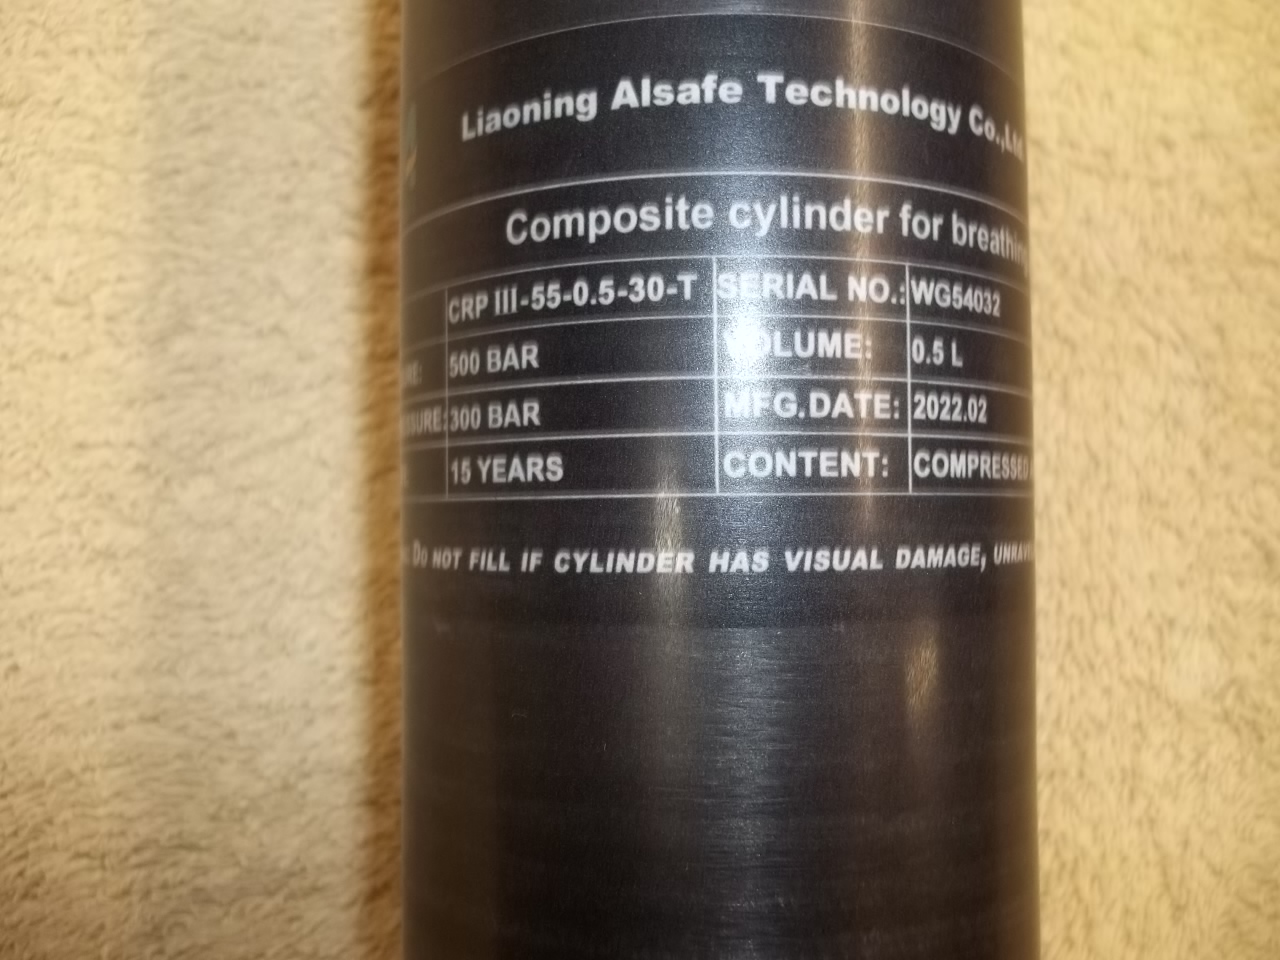 Liaoning Alsafe Technology Co.,Ltd
Composite cylinder for breathing
CRP III-55-0.5-30-T SERIAL NO.: WG54032
500 BAR VOLUME: 0.5 L
300 BAR MFG.DATE: 2022.02
15 YEARS CONTENT: COMPRESSED
DO NOT FILL IF CYLINDER HAS VISUAL DAMAGE,